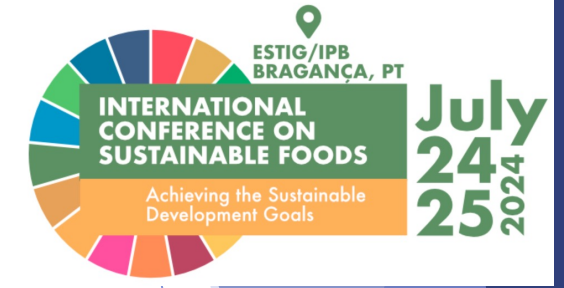 ESTIG/IPB
BRAGANÇA, PT
INTERNATIONAL
CONFERENCE ON
SUSTAINABLE FOODS
Achieving the Sustainable
Development Goals
July
24
25
2024